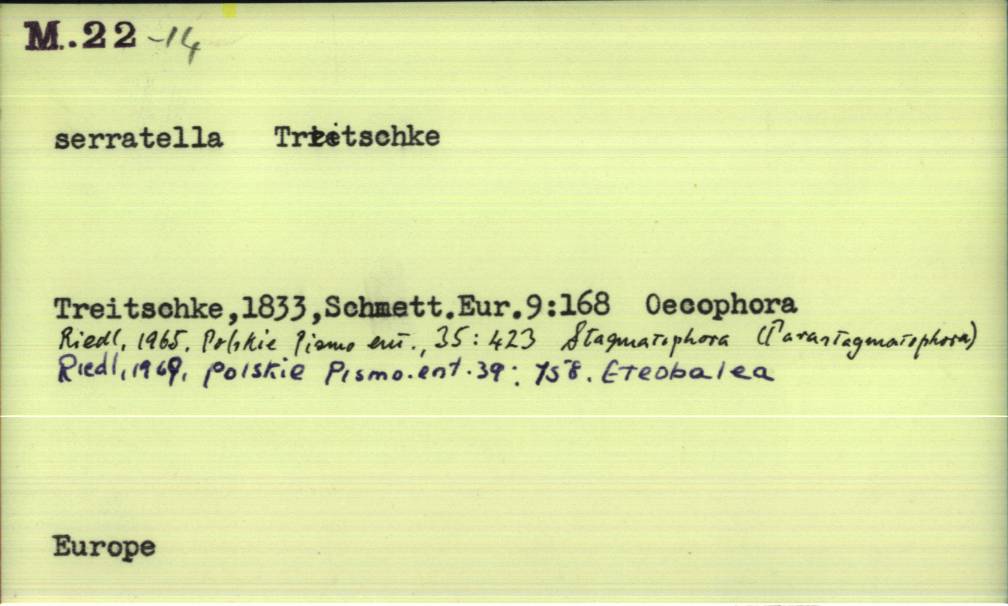 M.22 -14
serratella Treitschke
Treitschke,1833,Schmett.Eur.9:168 Oecophora
Riedl, 1965. Polskie Pismo ent., 35: 423 Stagmatophora (Parastagmatophora)
Riedl, 1969, Polskie Pismo.ent.39: 758. Eteobalea
Europe